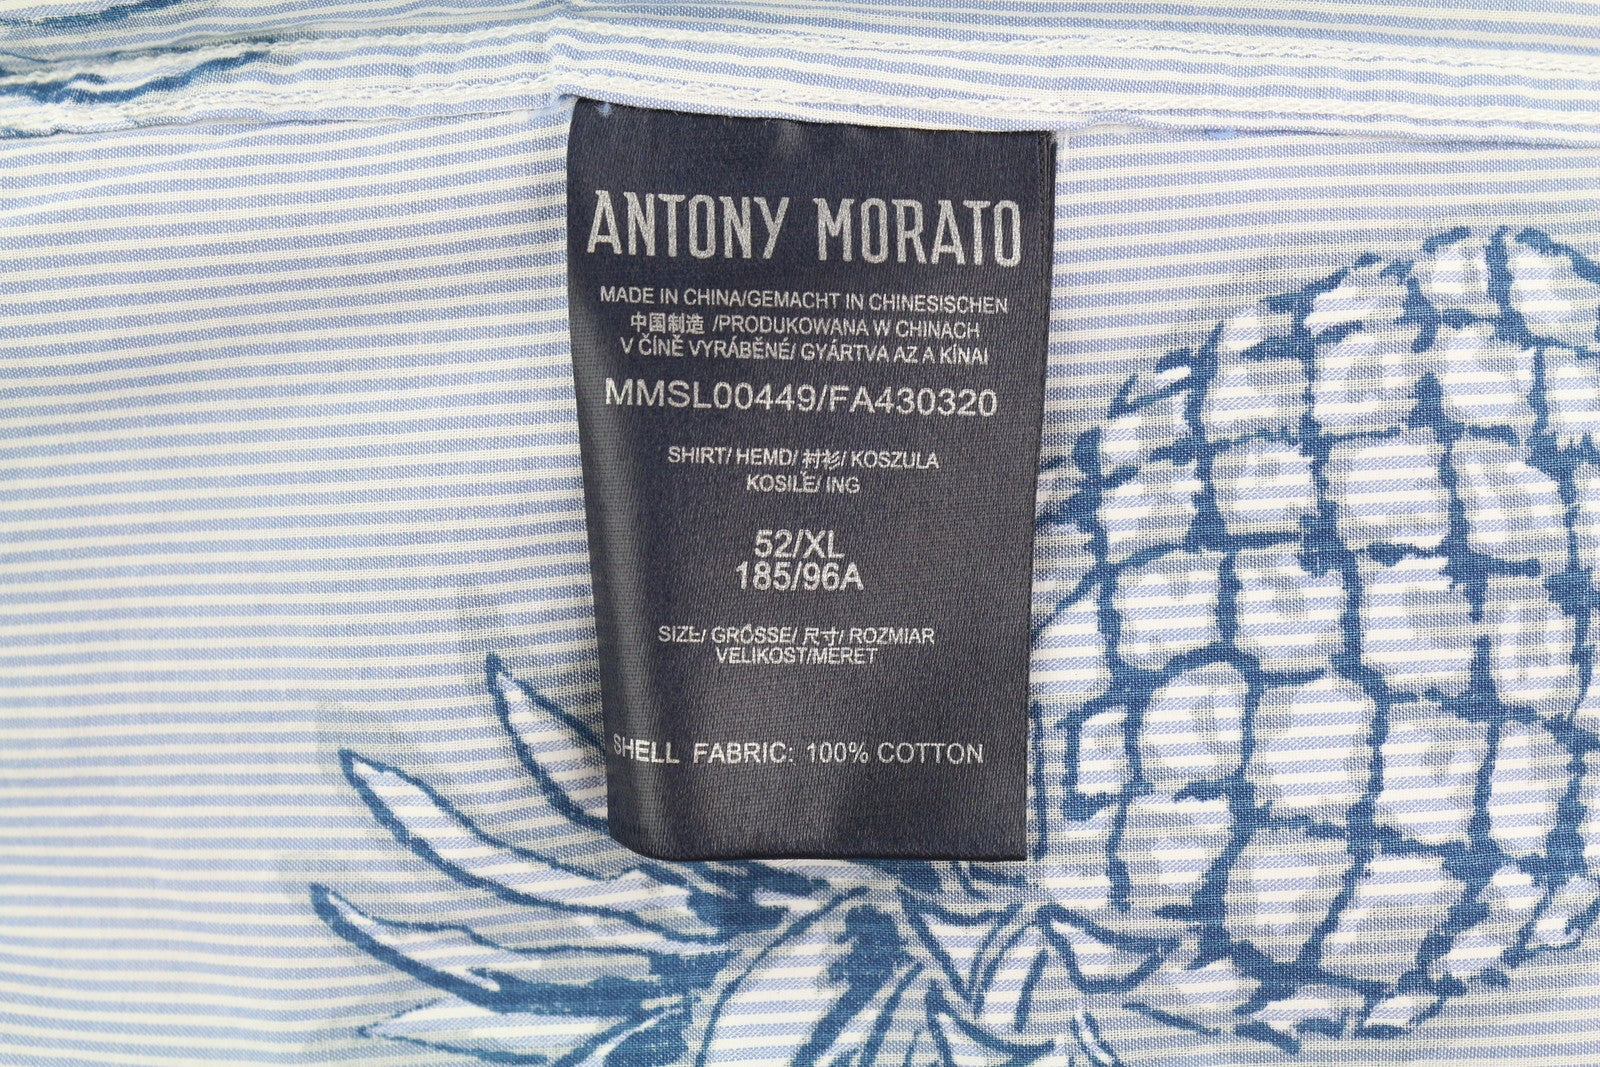 ANTONY MORATO
MADE IN CHINA/GEMACHT IN CHINESISCHEN
中国制造 /PRODUKOWANA W CHINACH
V ČÍNĚ VYRÁBĚNÉ/ GYÁRTVA AZ A KÍNAI
MMSL00449/FA430320
SHIRT/ HEMD/ 衬衫/ KOSZULA
KOSILE/ ING
52/XL
185/96A
SIZE/ GRÖSSE/ 尺寸/ ROZMIAR
VELIKOST/MERET
SHELL FABRIC: 100% COTTON